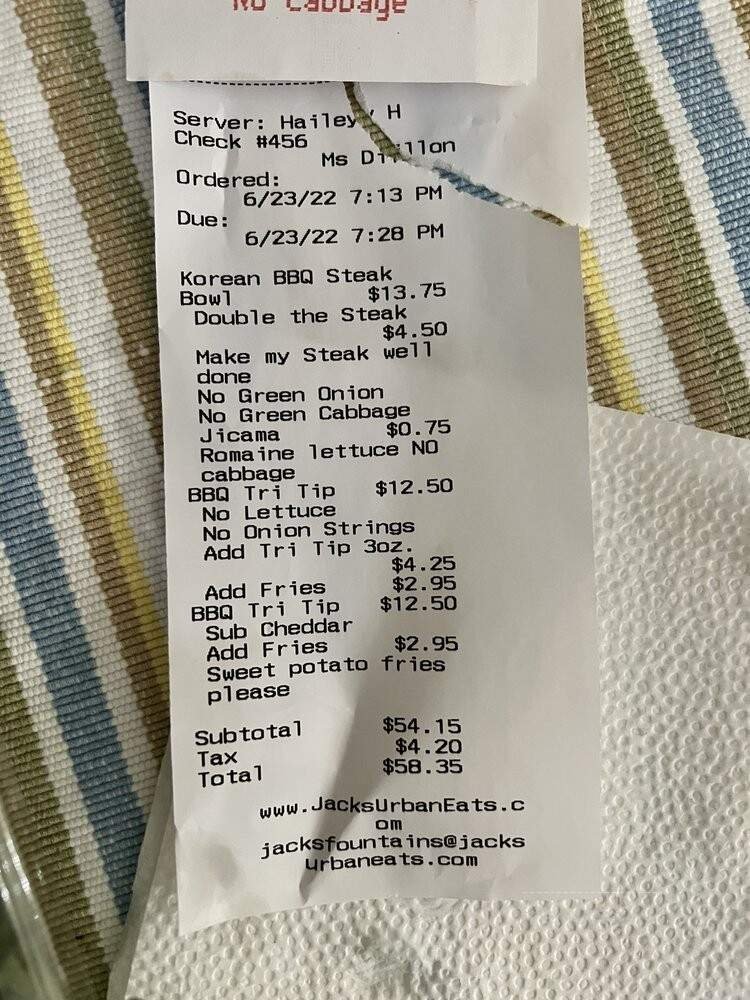 No Cabbage
Server: Hailey H
Check #456
Ms Dillon
Ordered:
6/23/22 7:13 PM
Due:
6/23/22 7:28 PM
Korean BBQ Steak
Bowl $13.75
Double the Steak
$4.50
Make my Steak well
done
No Green Onion
No Green Cabbage
Jicama $0.75
Romaine lettuce NO
cabbage
BBQ Tri Tip $12.50
No Lettuce
No Onion Strings
Add Tri Tip 3oz.
$4.25
Add Fries $2.95
BBQ Tri Tip $12.50
Sub Cheddar
Add Fries $2.95
Sweet potato fries
please
Subtotal $54.15
Tax $4.20
Total $58.35
www.JacksUrbanEats.c
om
jacksfountains@jacks
urbaneats.com